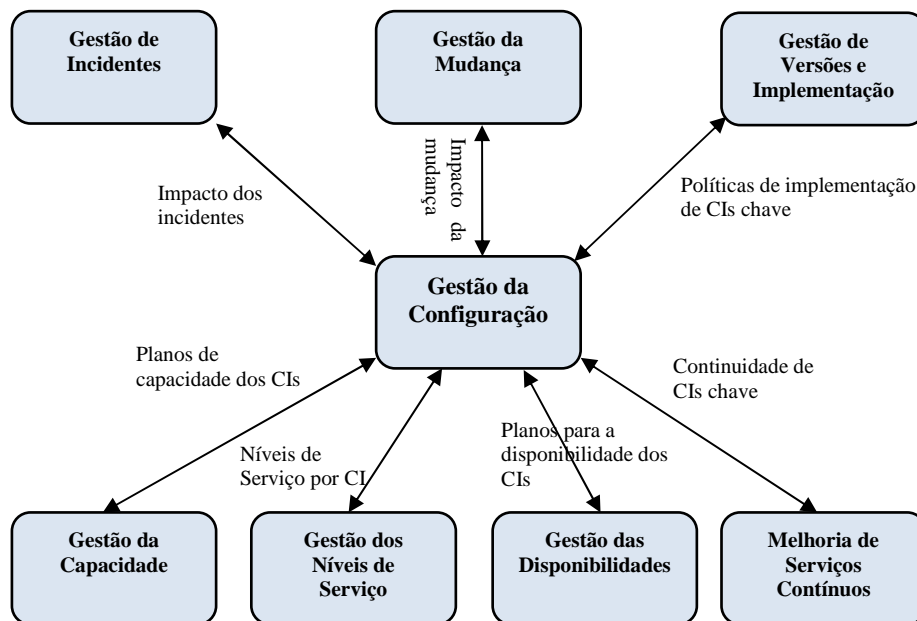 Gestão de
Incidentes
Gestão da
Mudança
Gestão de
Versões e
Implementação
Impacto dos
incidentes
Impacto da
mudança
Políticas de implementação
de CIs chave
Gestão da
Configuração
Planos de
capacidade dos CIs
Níveis de
Serviço por CI
Planos para a
disponibilidade dos
CIs
Continuidade de
CIs chave
Gestão da
Capacidade
Gestão dos
Níveis de
Serviço
Gestão das
Disponibilidades
Melhoria de
Serviços
Contínuos